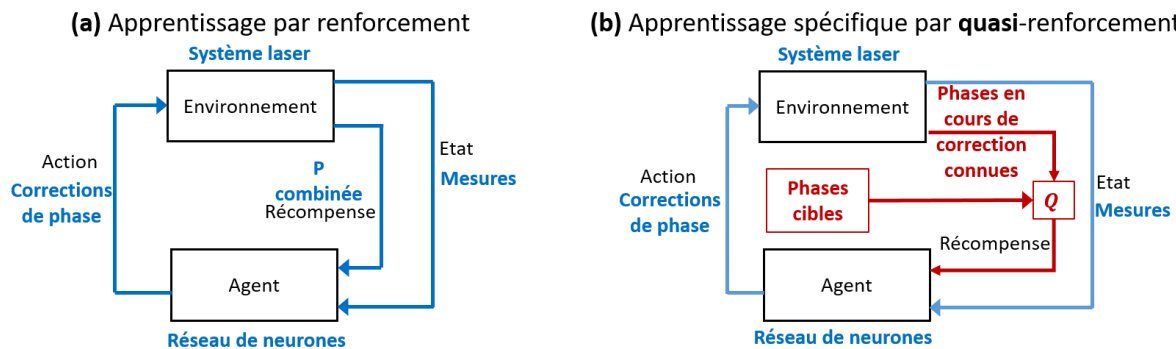 (a) Apprentissage par renforcement
Système laser
Environnement
Action
Corrections
de phase
P
combinée
Récompense
Etat
Mesures
Agent
Réseau de neurones
(b) Apprentissage spécifique par quasi-renforcement
Système laser
Environnement
Phases en
cours de
correction
connues
Action
Corrections
de phase
Phases
cibles
Q
Etat
Mesures
Récompense
Agent
Réseau de neurones